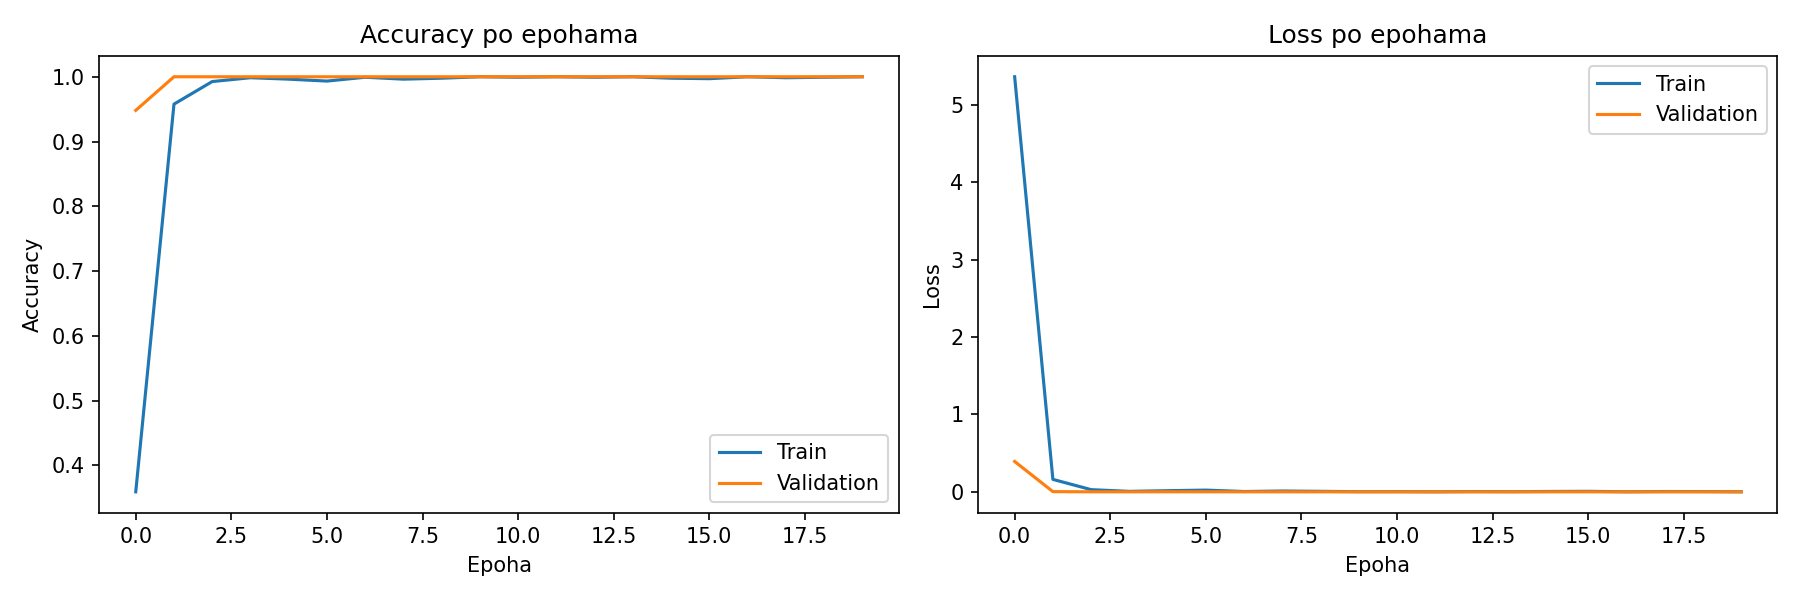 Accuracy po epohama
Accuracy
1.0
0.9
0.8
0.7
0.6
0.5
0.4
Train
Validation
0.0 2.5 5.0 7.5 10.0 12.5 15.0 17.5
Epoha
Loss po epohama
Loss
5
4
3
2
1
0
Train
Validation
0.0 2.5 5.0 7.5 10.0 12.5 15.0 17.5
Epoha